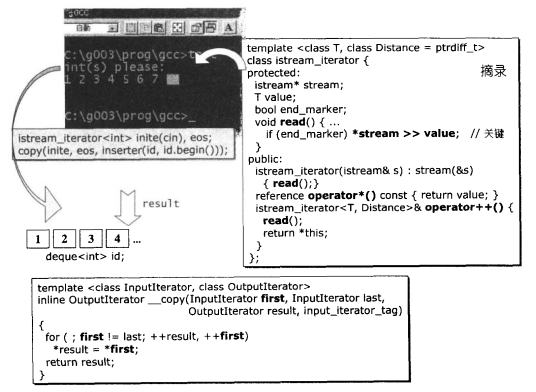 gocc
自動
A
C:\g003\prog\gcc>t
int(s) please:
1 2 3 4 5 6 7
C:\g003\prog\gcc>_
istream_iterator<int> inite(cin), eos;
copy(inite, eos, inserter(id, id.begin()));
result
1 2 3 4 ...
deque<int> id;
template <class T, class Distance = ptrdiff_t>
class istream_iterator {
摘录
protected:
istream* stream;
T value;
bool end_marker;
void read() { ...
if (end_marker) *stream >> value; // 关键
}
public:
istream_iterator(istream& s) : stream(&s)
{ read();}
reference operator*() const { return value; }
istream_iterator<T, Distance>& operator++() {
read();
return *this;
}
};
template <class InputIterator, class OutputIterator>
inline OutputIterator __copy(InputIterator first, InputIterator last,
OutputIterator result, input_iterator_tag)
{
for ( ; first != last; ++result, ++first)
*result = *first;
return result;
}